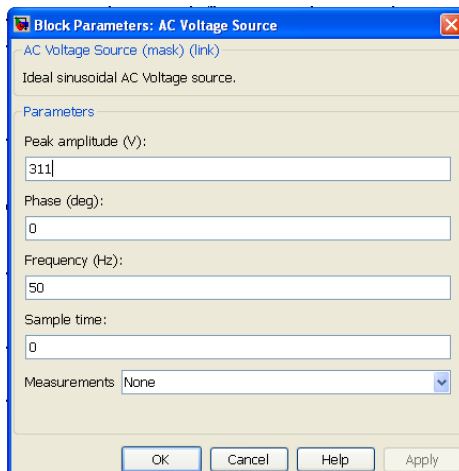 Block Parameters: AC Voltage Source
AC Voltage Source (mask) (link)
Ideal sinusoidal AC Voltage source.
Parameters
Peak amplitude (V):
311
Phase (deg):
0
Frequency (Hz):
50
Sample time:
0
Measurements None
OK Cancel Help Apply